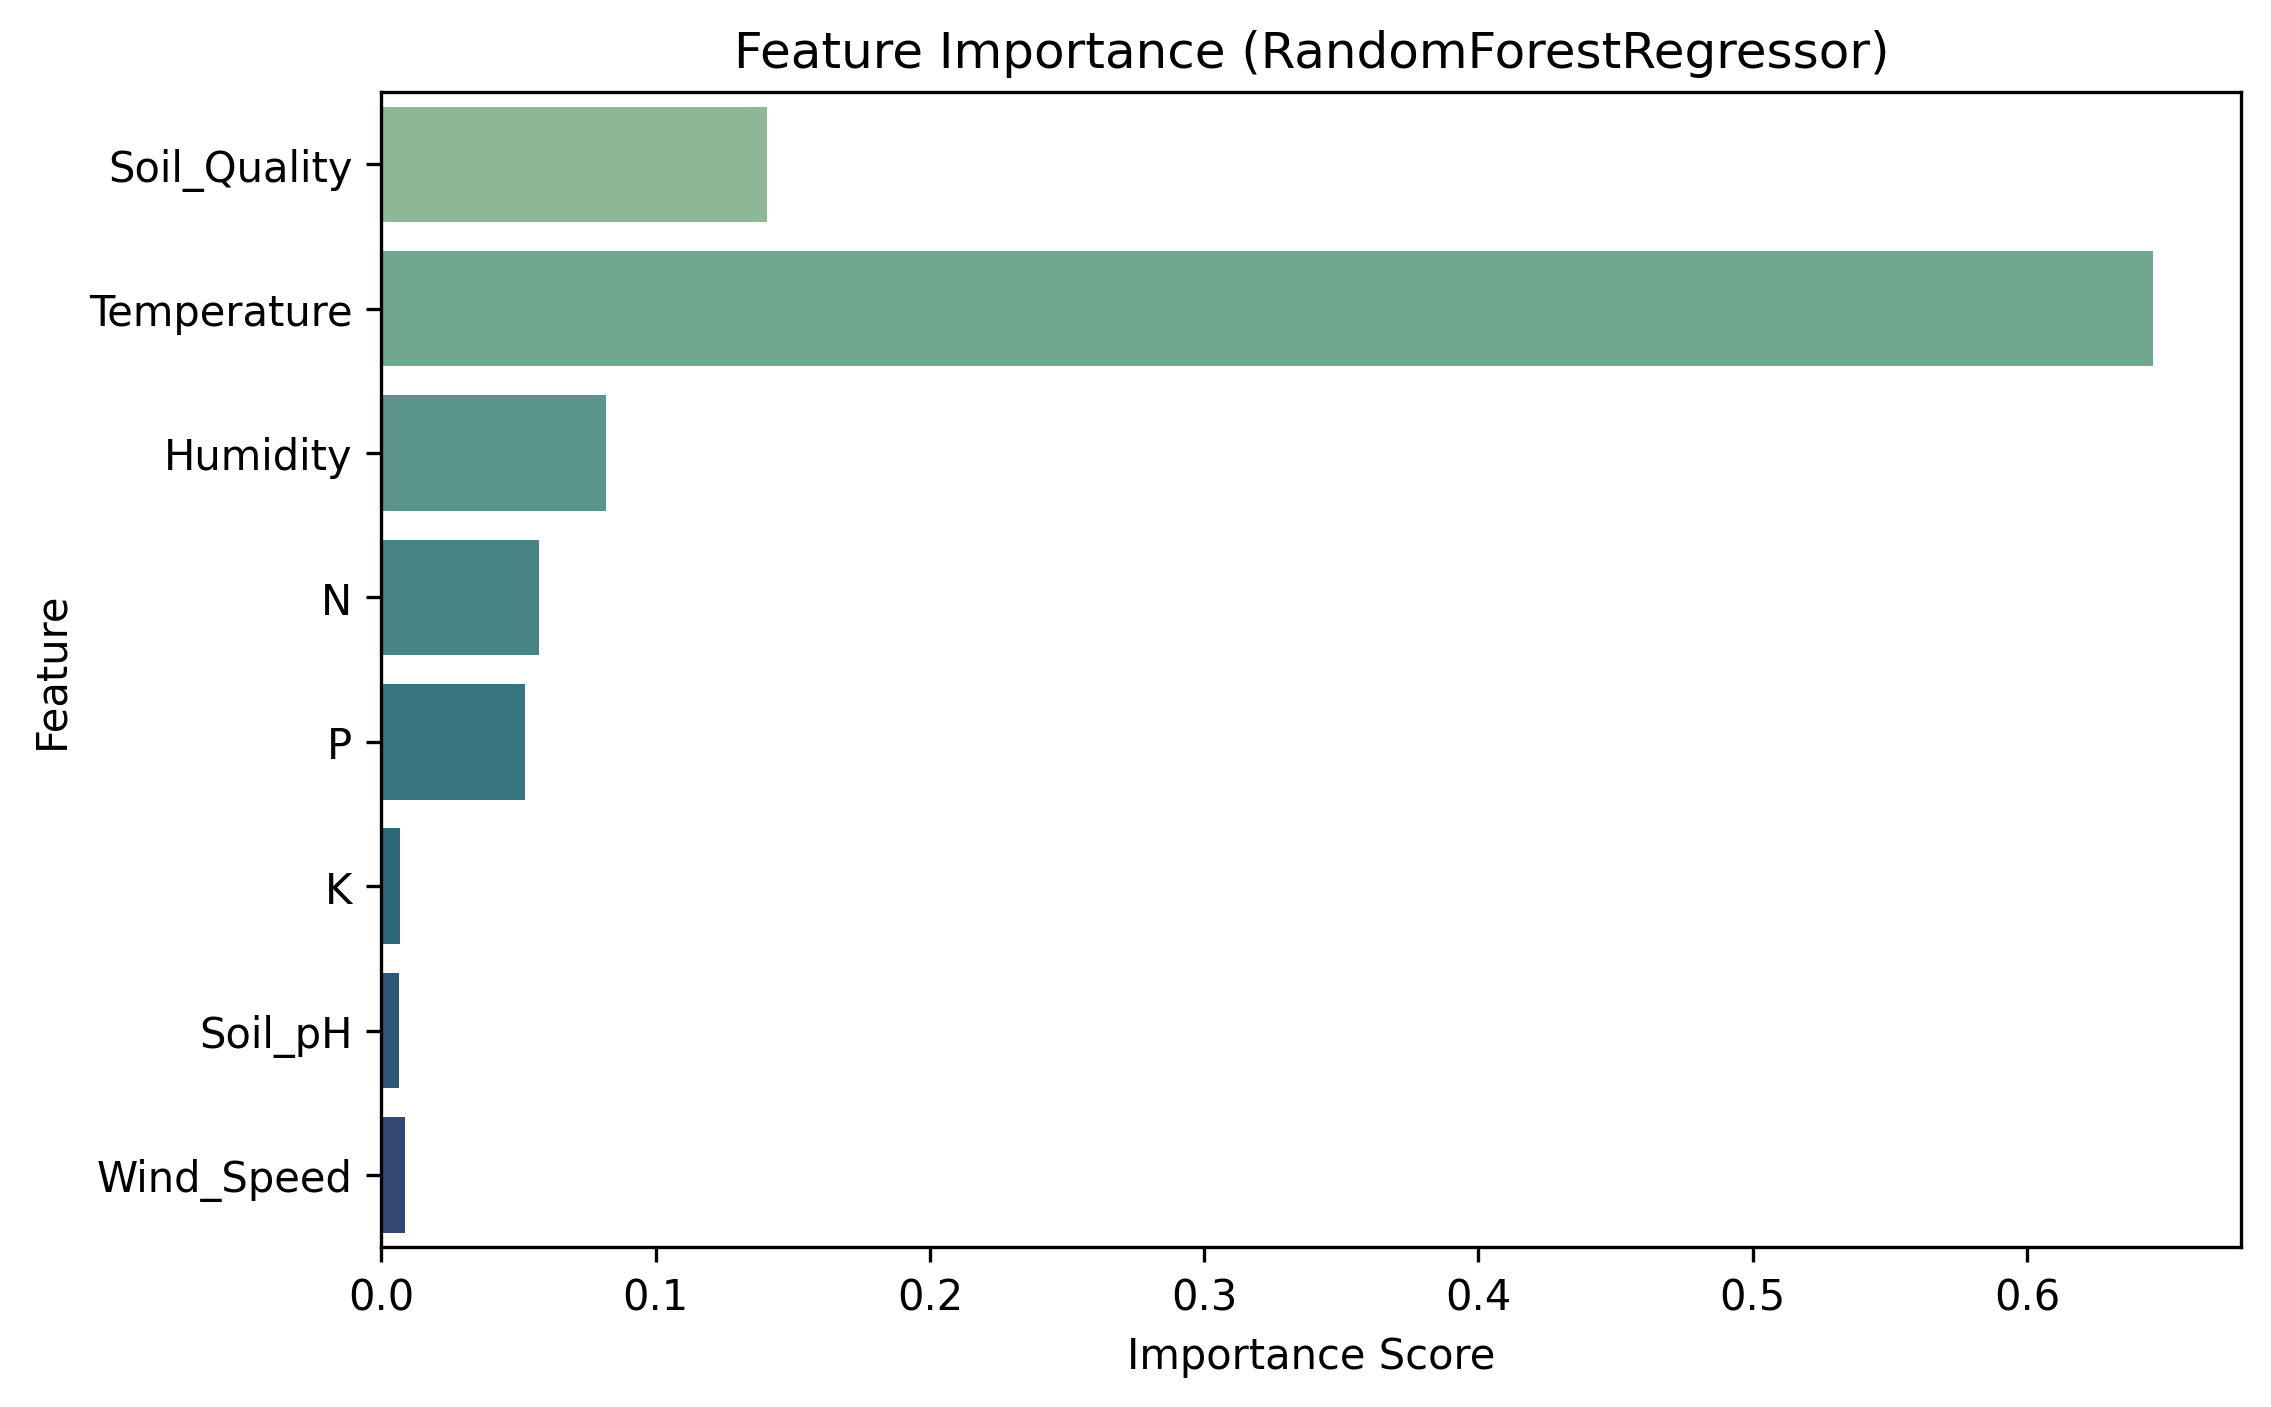 Feature Importance (RandomForestRegressor)
Feature
Soil_Quality
Temperature
Humidity
N
P
K
Soil_pH
Wind_Speed
0.0 0.1 0.2 0.3 0.4 0.5 0.6
Importance Score